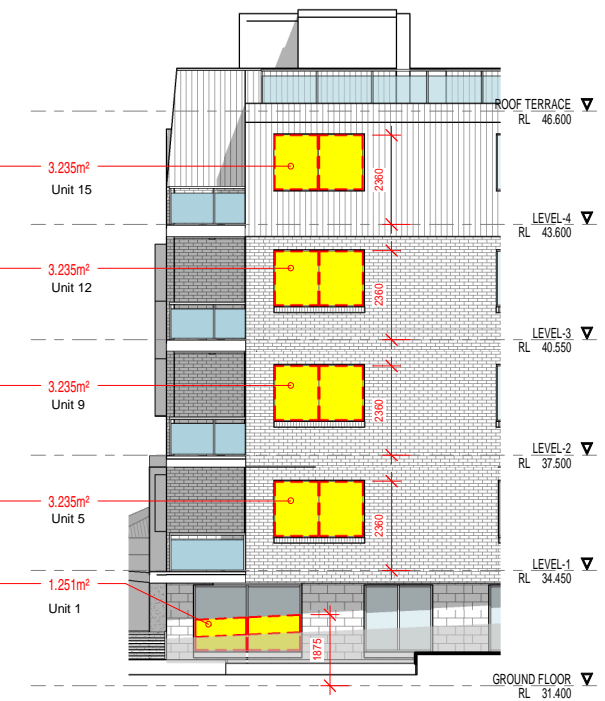 ROOF TERRACE
RL 46.600
3.235m²
Unit 15
2360
LEVEL-4
RL 43.600
3.235m²
Unit 12
2360
LEVEL-3
RL 40.550
3.235m²
Unit 9
2360
LEVEL-2
RL 37.500
3.235m²
Unit 5
2360
LEVEL-1
RL 34.450
1.251m²
Unit 1
1875
GROUND FLOOR
RL 31.400